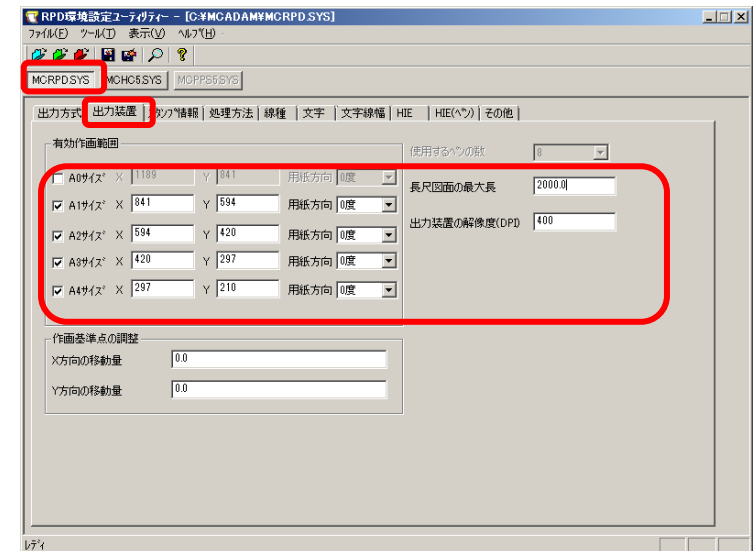 RPD環境設定ユーティリティー - [C:¥MCADAM¥MCRPD.SYS]
ファイル(F) ツール(T) 表示(V) ヘルプ(H)
MCRPD.SYS MCHG5.SYS MCPPS5.SYS
出力方式 出力装置 スタンプ情報 処理方法 線種 文字 文字線幅 HIE HIE(ペン) その他
有効作画範囲
使用するペンの数 8
A0サイズ X 1189 Y 841 用紙方向 0度
長尺図面の最大長 2000.0
A1サイズ X 841 Y 594 用紙方向 0度
出力装置の解像度(DPI) 400
A2サイズ X 594 Y 420 用紙方向 0度
A3サイズ X 420 Y 297 用紙方向 0度
A4サイズ X 297 Y 210 用紙方向 0度
作画基準点の調整
X方向の移動量 0.0
Y方向の移動量 0.0
レディ